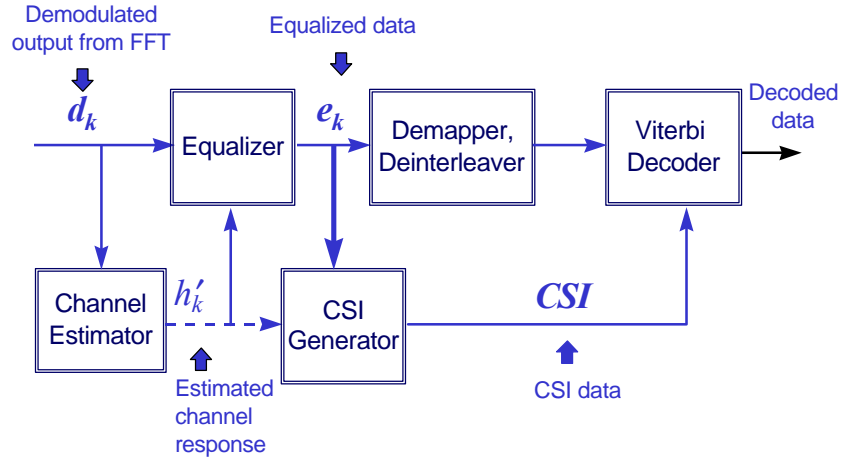 Demodulated
output from FFT
Equalized data
d_k
Equalizer
e_k
Demapper,
Deinterleaver
Viterbi
Decoder
Decoded
data
Channel
Estimator
h′_k
CSI
Generator
CSI
Estimated
channel
response
CSI data